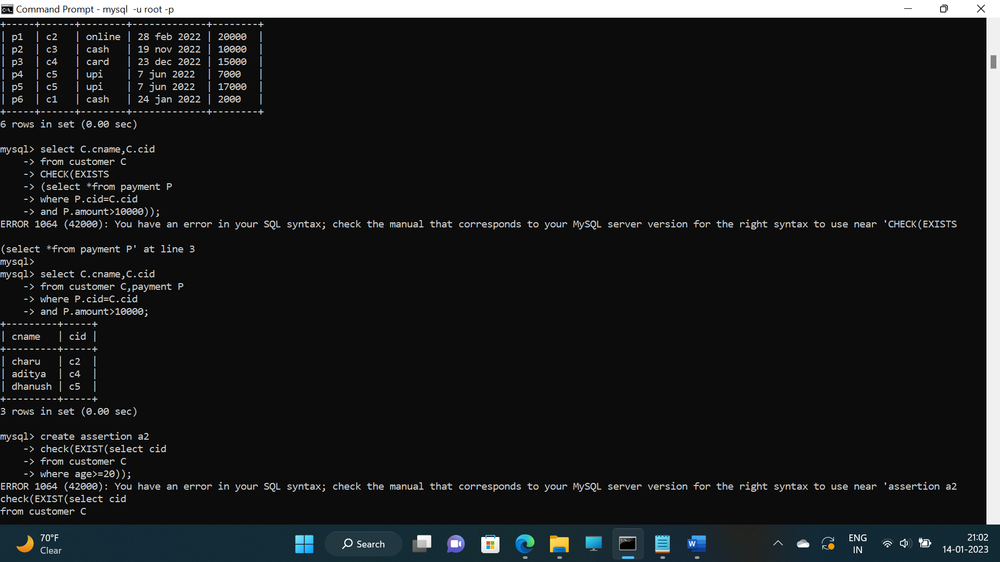 Command Prompt - mysql  -u root -p
+-----+------+--------+-------------+--------+
| p1  | c2   | online | 28 feb 2022 | 20000  |
| p2  | c3   | cash   | 19 nov 2022 | 10000  |
| p3  | c4   | card   | 23 dec 2022 | 15000  |
| p4  | c5   | upi    | 7 jun 2022  | 7000   |
| p5  | c5   | upi    | 7 jun 2022  | 17000  |
| p6  | c1   | cash   | 24 jan 2022 | 2000   |
+-----+------+--------+-------------+--------+
6 rows in set (0.00 sec)

mysql> select C.cname,C.cid
    -> from customer C
    -> CHECK(EXISTS
    -> (select *from payment P
    -> where P.cid=C.cid
    -> and P.amount>10000));
ERROR 1064 (42000): You have an error in your SQL syntax; check the manual that corresponds to your MySQL server version for the right syntax to use near 'CHECK(EXISTS

(select *from payment P' at line 3
mysql>
mysql> select C.cname,C.cid
    -> from customer C,payment P
    -> where P.cid=C.cid
    -> and P.amount>10000;
+---------+-----+
| cname   | cid |
+---------+-----+
| charu   | c2  |
| aditya  | c4  |
| dhanush | c5  |
+---------+-----+
3 rows in set (0.00 sec)

mysql> create assertion a2
    -> check(EXIST(select cid
    -> from customer C
    -> where age>=20));
ERROR 1064 (42000): You have an error in your SQL syntax; check the manual that corresponds to your MySQL server version for the right syntax to use near 'assertion a2
check(EXIST(select cid
from customer C
70°F
Clear
Search
ENG
IN
21:02
14-01-2023